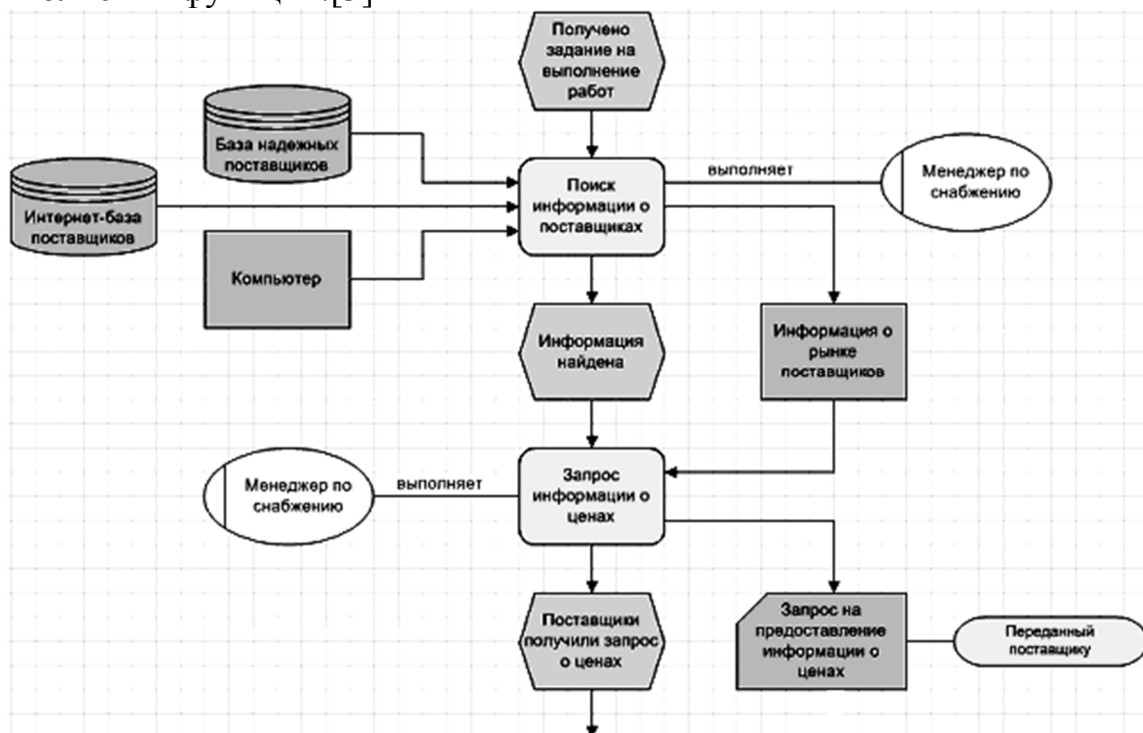 Получено
задание на
выполнение
работ
База надежных
поставщиков
Интернет-база
поставщиков
Компьютер
Поиск
информации о
поставщиках
выполняет
Менеджер по
снабжению
Информация
найдена
Информация о
рынке
поставщиков
Менеджер по
снабжению
выполняет
Запрос
информации о
ценах
Поставщики
получили запрос
о ценах
Запрос на
предоставление
информации о
ценах
Переданный
поставщику